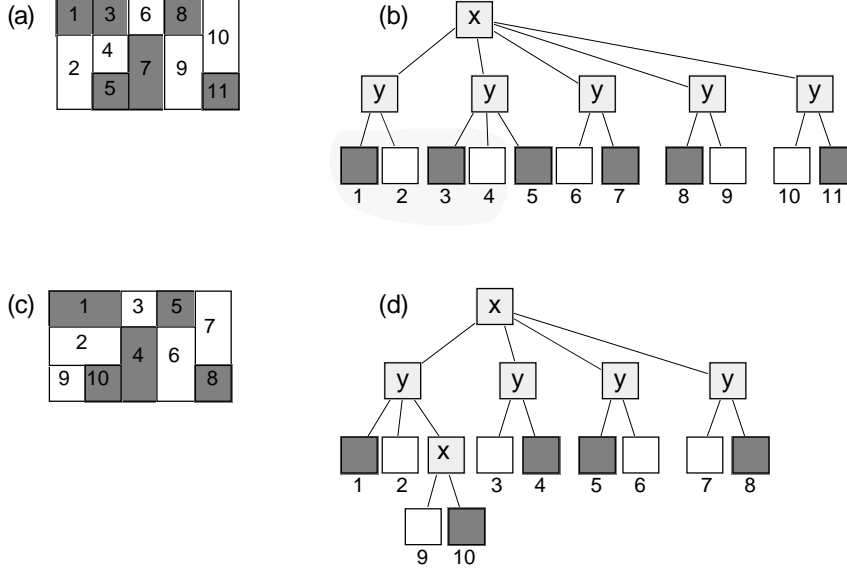 (a) 1 3 6 8 (b) x
10
4
2 7 9
5 11
y y y y y
1 2 3 4 5 6 7 8 9 10 11
(c) 1 3 5 (d) x
7
2
4 6
9 10 8
y y y y
x
1 2 3 4 5 6 7 8
9 10